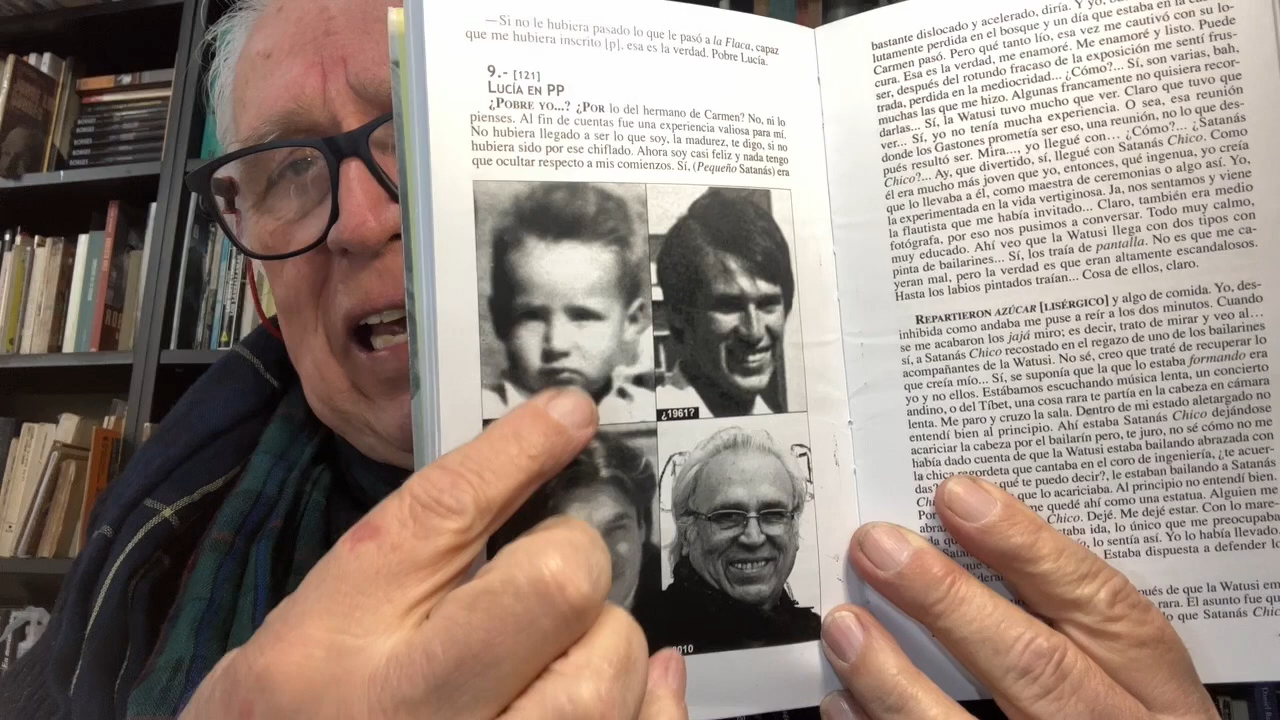 —Si no le hubiera pasado lo que le pasó a la Flaca, capaz
que me hubiera inscrito [p]. esa es la verdad. Pobre Lucía.
9.- [121]
LUCÍA EN PP
¿POBRE YO...? ¿POR lo del hermano de Carmen? No, ni lo
pienses. Al fin de cuentas fue una experiencia valiosa para mí.
No hubiera llegado a ser lo que soy, la madurez, te digo, si no
hubiera sido por ese chiflado. Ahora soy casi feliz y nada tengo
que ocultar respecto a mis comienzos. Sí, (Pequeño Satanás) era
¿1961?
010
bastante dislocado y acelerado, diría. Y yo,
lutamente perdida en el bosque y un día que estaba en la
Carmen pasó. Pero qué tanto lío, esa vez me cautivó con su lo-
cura. Esa es la verdad, me enamoré. Me enamoré y listo. Puede
ser, después del rotundo fracaso de la exposición me sentí frus-
trada, perdida en la mediocridad... ¿Cómo?... Sí, son varias, bah,
muchas las que me hizo. Algunas francamente no quisiera recor-
darlas... Sí, la Watusi tuvo mucho que ver. Claro que tuvo que
ver... Sí, yo no tenía mucha experiencia. O sea, esa reunión
donde los Gastones prometía ser eso, una reunión, no lo que des-
pués resultó ser. Mira..., yo llegué con... ¿Cómo?... ¿Satanás
Chico?... Ay, que divertido, sí, llegué con Satanás Chico. Como
él era mucho más joven que yo, entonces, qué ingenua, yo creía
que lo llevaba a él, como maestra de ceremonias o algo así. Yo,
la experimentada en la vida vertiginosa. Ja, nos sentamos y viene
la flautista que me había invitado... Claro, también era medio
fotógrafa, por eso nos pusimos a conversar. Todo muy calmo,
muy educado. Ahí veo que la Watusi llega con dos tipos con
pinta de bailarines... Sí, los traía de pantalla. No es que me ca-
yeran mal, pero la verdad es que eran altamente escandalosos.
Hasta los labios pintados traían... Cosa de ellos, claro.
REPARTIERON AZÚCAR [LISÉRGICO] y algo de comida. Yo, des-
inhibida como andaba me puse a reír a los dos minutos. Cuando
se me acabaron los jajá miro; es decir, trato de mirar y veo al...
sí, a Satanás Chico recostado en el regazo de uno de los bailarines
acompañantes de la Watusi. No sé, creo que traté de recuperar lo
que creía mío... Sí, se suponía que la que lo estaba formando era
yo y no ellos. Estábamos escuchando música lenta, un concierto
andino, o del Tíbet, una cosa rara te partía en la cabeza en cámara
lenta. Me paro y cruzo la sala. Dentro de mi estado aletargado no
entendí bien al principio. Ahí estaba Satanás Chico dejándose
acariciar la cabeza por el bailarín pero, te juro, no sé cómo no me
había dado cuenta de que la Watusi estaba bailando abrazada con
la chica regordeta que cantaba en el coro de ingeniería, ¿te acuer-
das? qué te puedo decir?, le estaban bailando a Satanás
Chi que lo acariciaba. Al principio no entendí bien.
Por me quedé ahí como una estatua. Alguien me
abraz Chico. Dejé. Me dejé estar. Con lo mare-
taba ida, lo único que me preocupaba
lo sentía así. Yo lo había llevado.
Satan Estaba dispuesta a defender lo
que
pués de que la Watusi em
rara. El asunto fue qu
lo que Satanás Chic